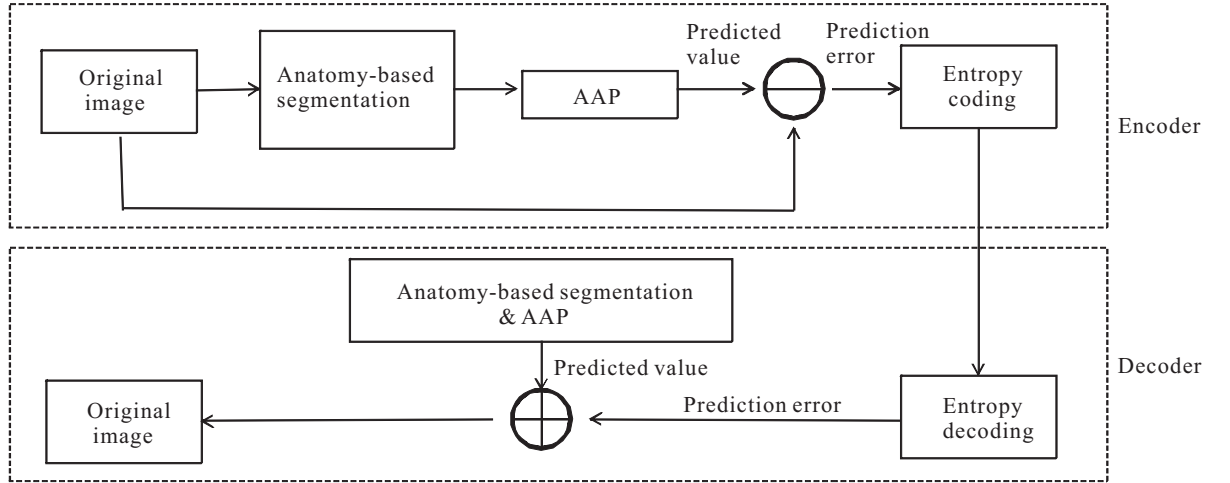 Original
image
Anatomy-based
segmentation
AAP
Predicted
value
Prediction
error
Entropy
coding
Encoder
Anatomy-based segmentation
& AAP
Predicted value
Original
image
Prediction error
Entropy
decoding
Decoder